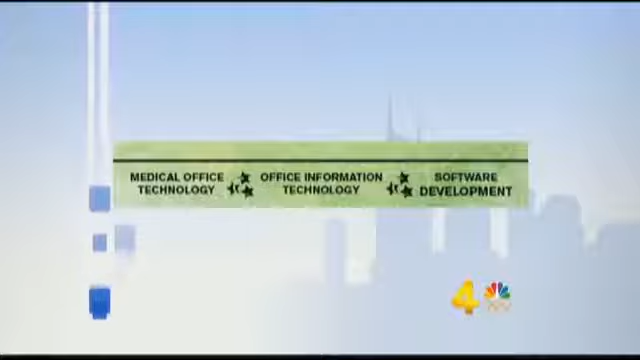 MEDICAL OFFICE
TECHNOLOGY
OFFICE INFORMATION
TECHNOLOGY
SOFTWARE
DEVELOPMENT
4